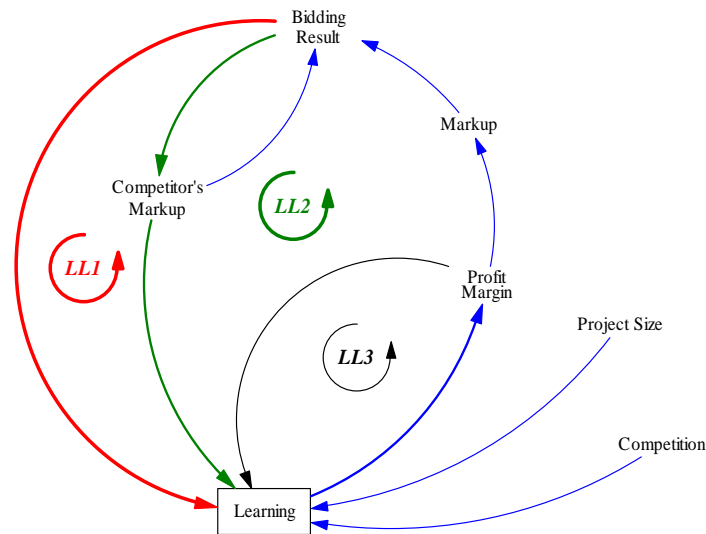 Bidding
Result
Markup
Competitor's
Markup
LL2
LL1
Profit
Margin
Project Size
LL3
Competition
Learning